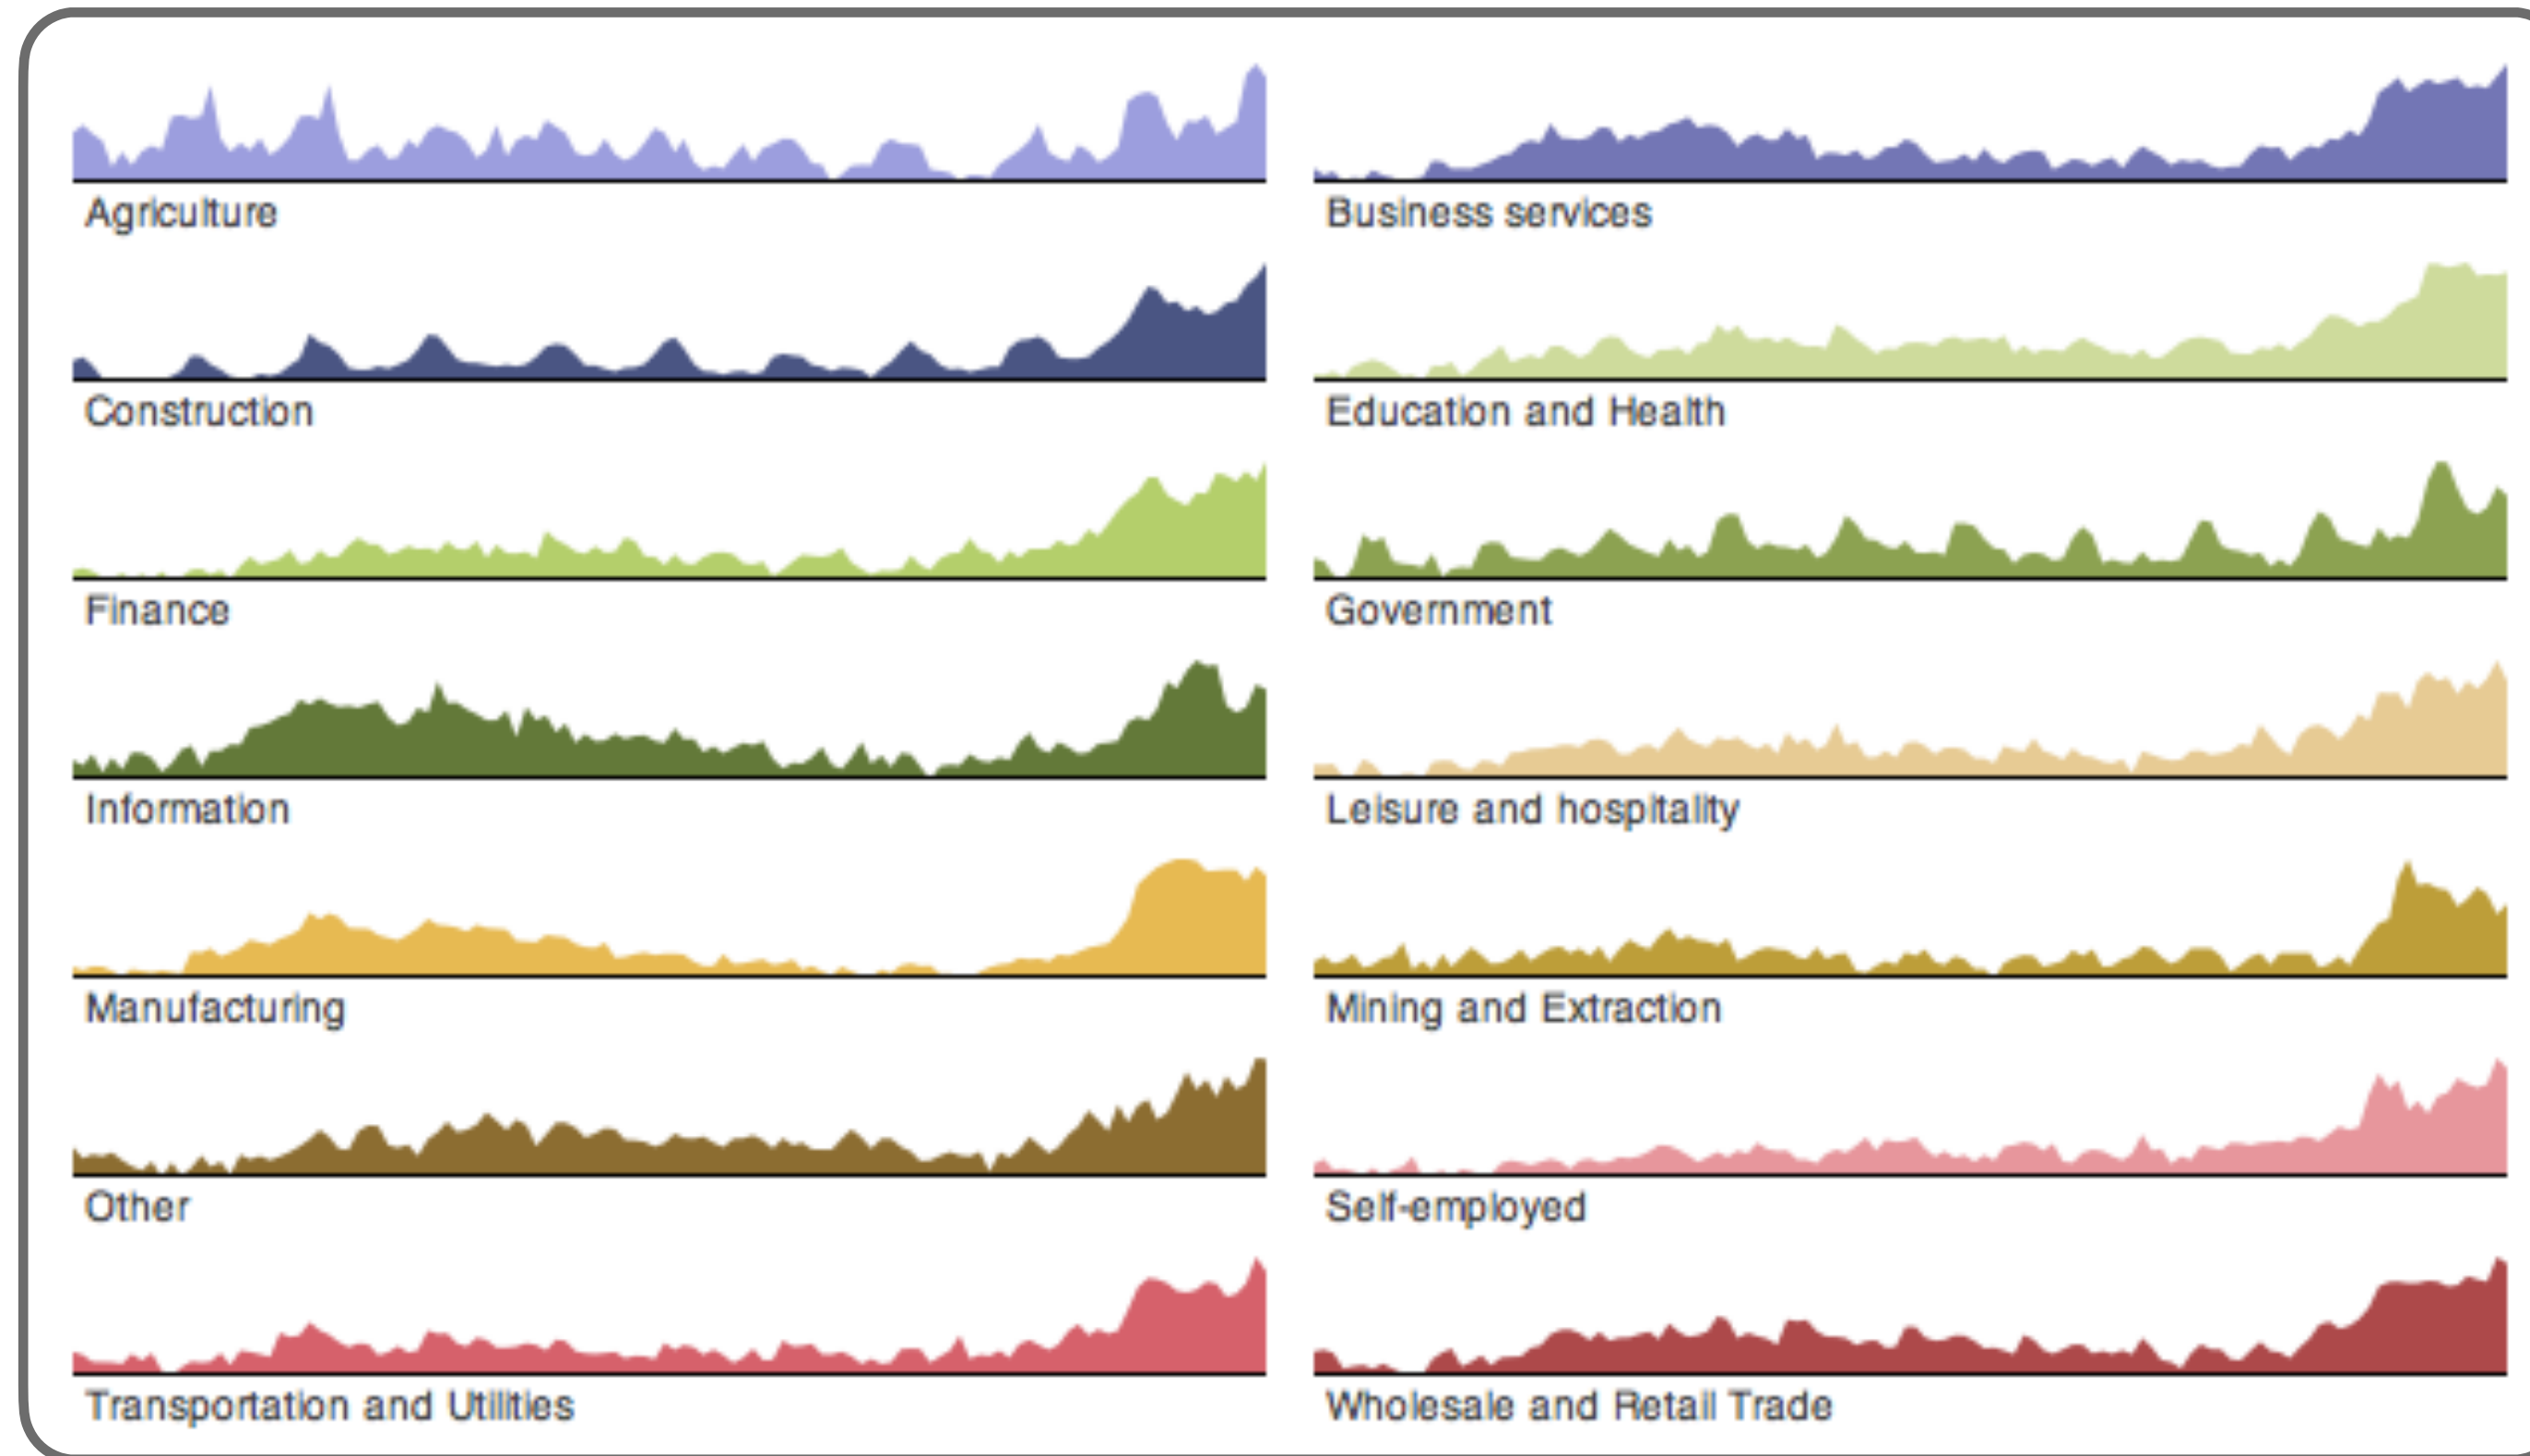 Agriculture
Business services
Construction
Education and Health
Finance
Government
Information
Leisure and hospitality
Manufacturing
Mining and Extraction
Other
Self-employed
Transportation and Utilities
Wholesale and Retail Trade